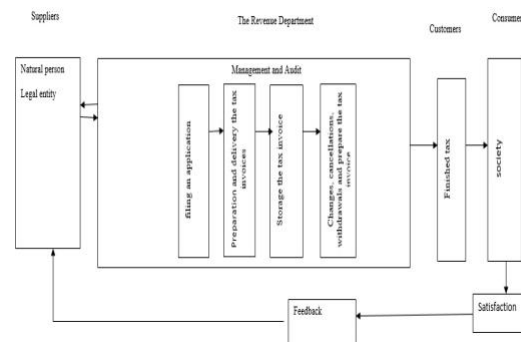 Suppliers
The Revenue Department
Customers
Consumer
Natural person
Legal entity
Management and Audit
filing an application
Preparation and delivery the tax
invoices
Storage the tax invoice
Changes, cancellations,
withdrawals and prepare the tax
invoice
Finished tax
society
Satisfaction
Feedback